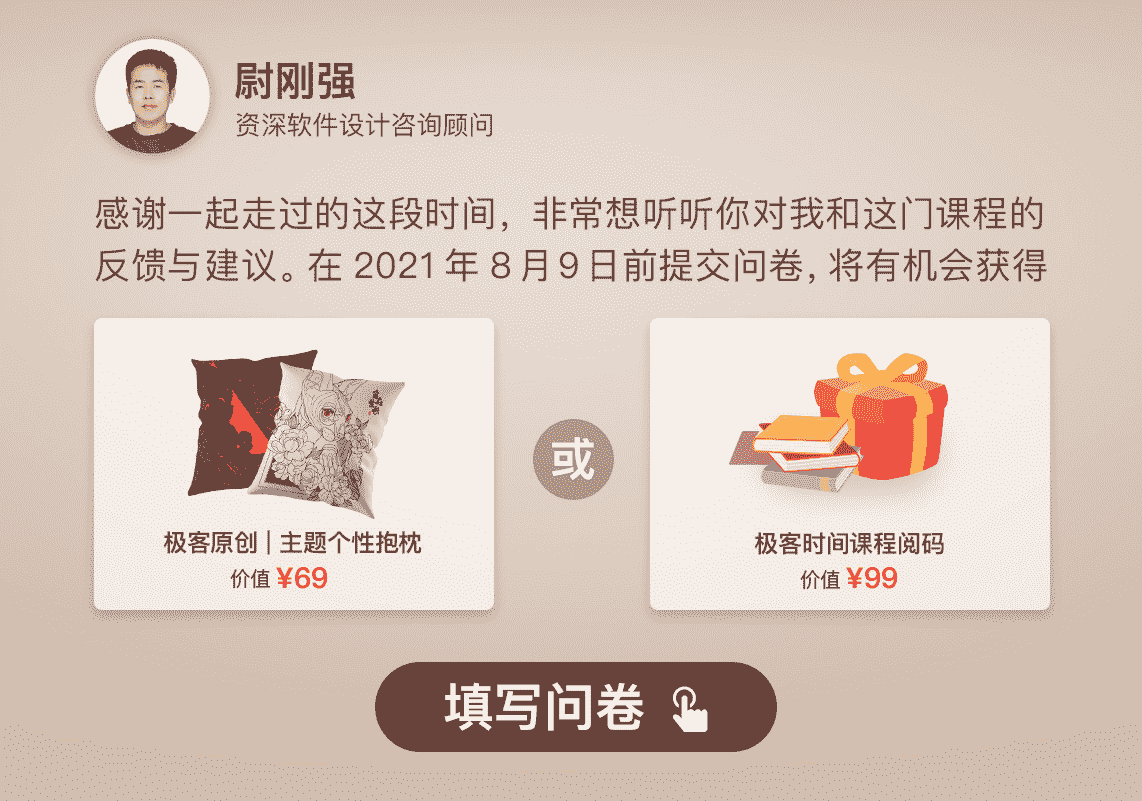 尉刚强
资深软件设计咨询顾问
感谢一起走过的这段时间，非常想听听你对我和这门课程的
反馈与建议。在 2021 年 8 月 9 日前提交问卷，将有机会获得
极客原创 | 主题个性抱枕
价值 ¥69
或
极客时间课程阅码
价值 ¥99
填写问卷